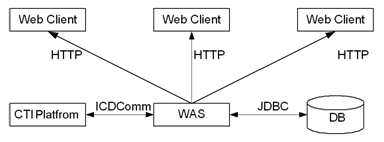 Web Client
Web Client
Web Client
HTTP
HTTP
HTTP
CTI Platfrom
ICDComm
WAS
JDBC
DB